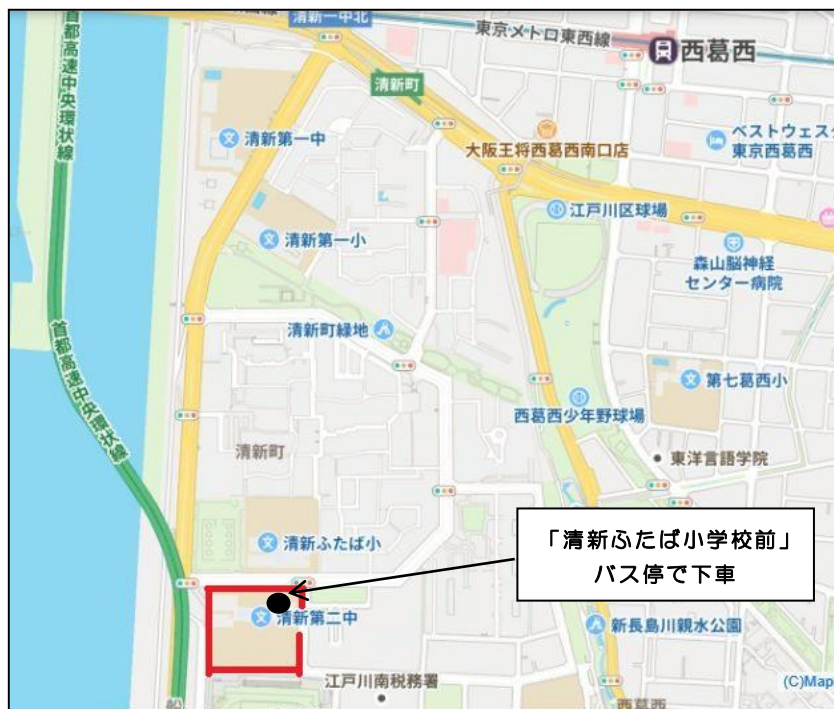 清新一中北
東京メトロ東西線
西葛西
首都高速中央環状線
清新町
清新第一中
大阪王将西葛西南口店
ベストウェスタ
東京西葛西
江戸川区球場
清新第一小
森山脳神経
センター病院
清新町緑地
首都高速中央環状線
第七葛西小
西葛西少年野球場
清新町
東洋言語学院
清新ふたば小
「清新ふたば小学校前」
バス停で下車
清新第二中
新長島川親水公園
江戸川南税務署
(C)Map
西葛西
船